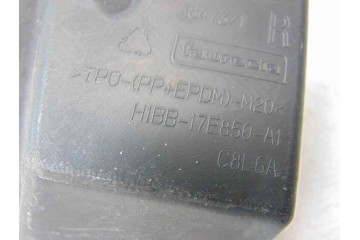 R
>TPO-(PP+EPDM)-M20<
H1BB-17E850-A1
C8L6A